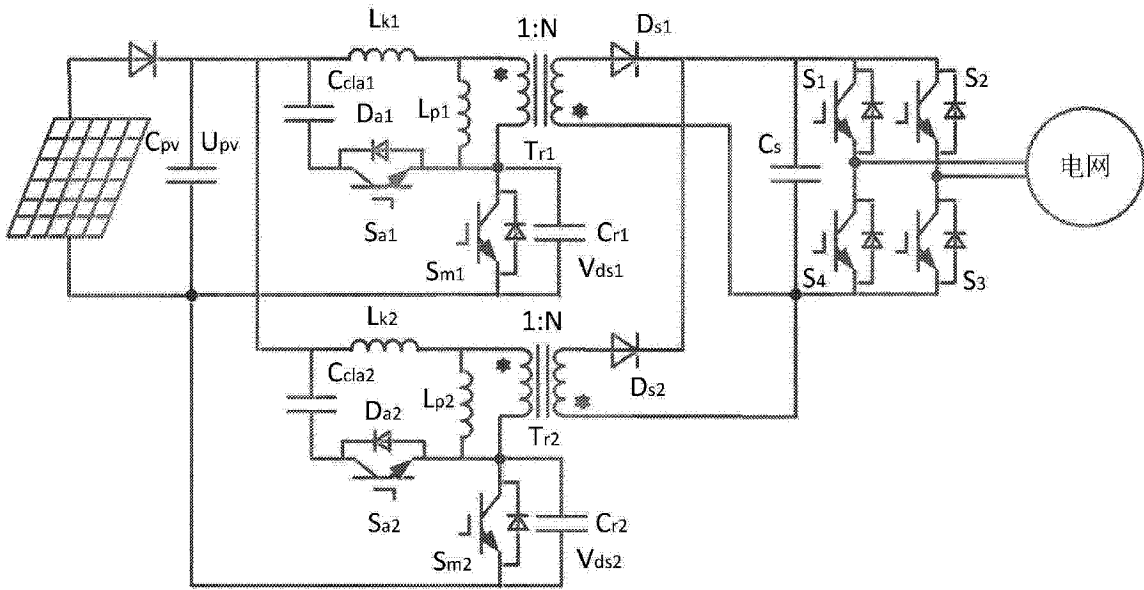 Lk1
1:N
Ds1
Ccla1
Da1
Lp1
S1
S2
Cpv
Upv
Tr1
Cs
电网
Sa1
Sm1
Cr1
Vds1
S4
S3
Lk2
1:N
Ccla2
Da2
Lp2
Ds2
Tr2
Sa2
Sm2
Cr2
Vds2